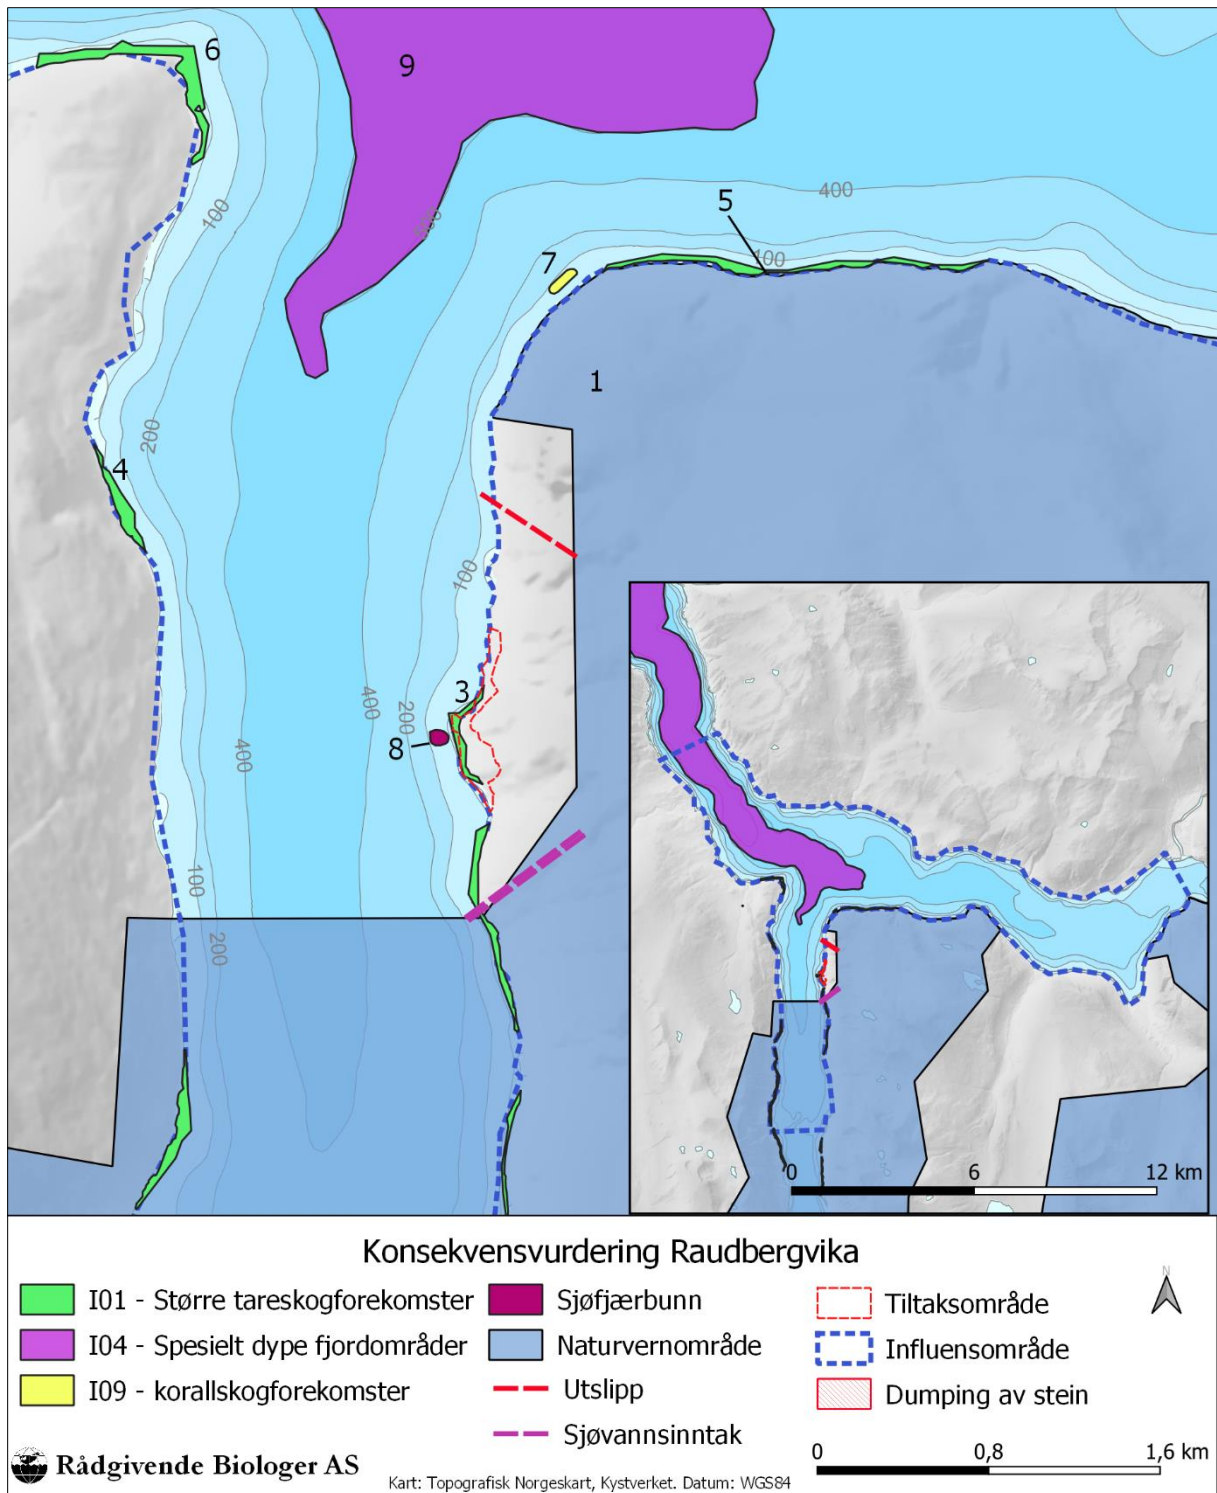 6
9
400
5
100
300
100
7
1
200
4
100
3
400
200
8
400
100
200
0 6 12 km
Konsekvensvurdering Raudbergvika
I01 - Större tareskogforekomster
Sjøfjærbunn
Tiltaksområde
N
I04 - Spesielt dype fjordområder
Naturvernområde
Influensområde
I09 - korallskogforekomster
Utslipp
Dumping av stein
Sjøvannsinntak
0 0,8 1,6 km
Rådgivende Biologer AS
Kart: Topografisk Norgeskart, Kystverket. Datum: WGS84